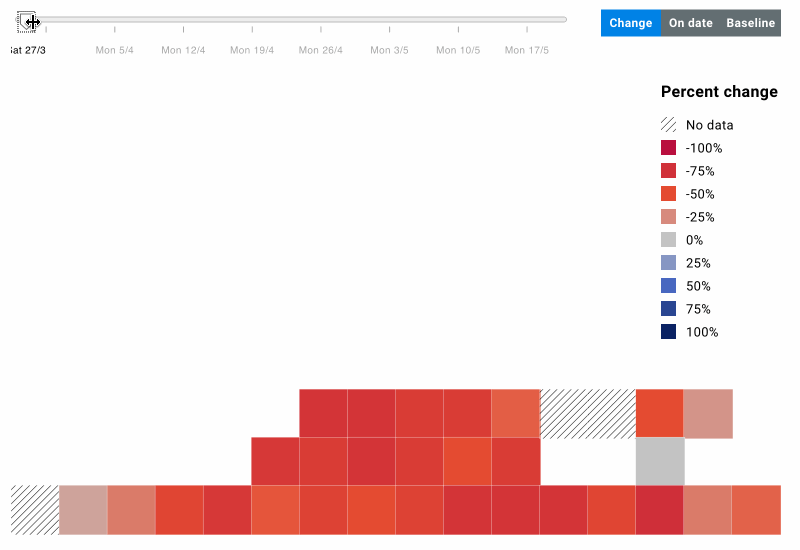 Change On date Baseline
Sat 27/3 Mon 5/4 Mon 12/4 Mon 19/4 Mon 26/4 Mon 3/5 Mon 10/5 Mon 17/5
Percent change
No data
-100%
-75%
-50%
-25%
0%
25%
50%
75%
100%